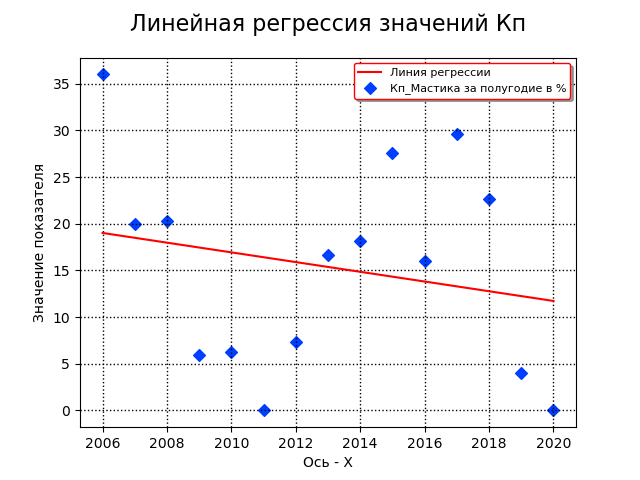 Линейная регрессия значений Кп
Линия регрессии
Кп_Мастика за полугодие в %
Значение показателя
35
30
25
20
15
10
5
0
2006 2008 2010 2012 2014 2016 2018 2020
Ось - X